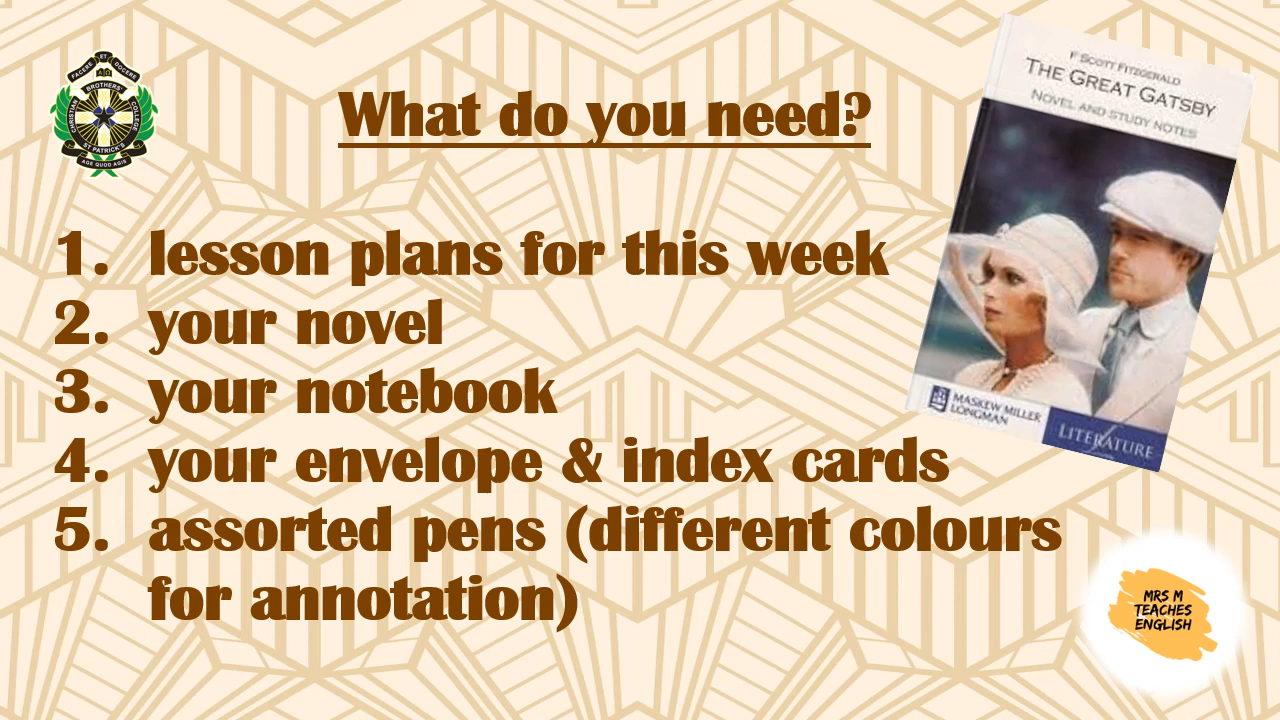 FACERE ET DOCERE
CHRISTIAN BROTHERS' COLLEGE
ST PATRICK'S
AGE QUOD AGIS
What do you need?
F SCOTT FITZGERALD
THE GREAT GATSBY
NOVEL AND STUDY NOTES
1. lesson plans for this week
2. your novel
3. your notebook
MASKEW MILLER
LONGMAN
LITERATURE
4. your envelope & index cards
5. assorted pens (different colours
for annotation)
MRS M
TEACHES
ENGLISH